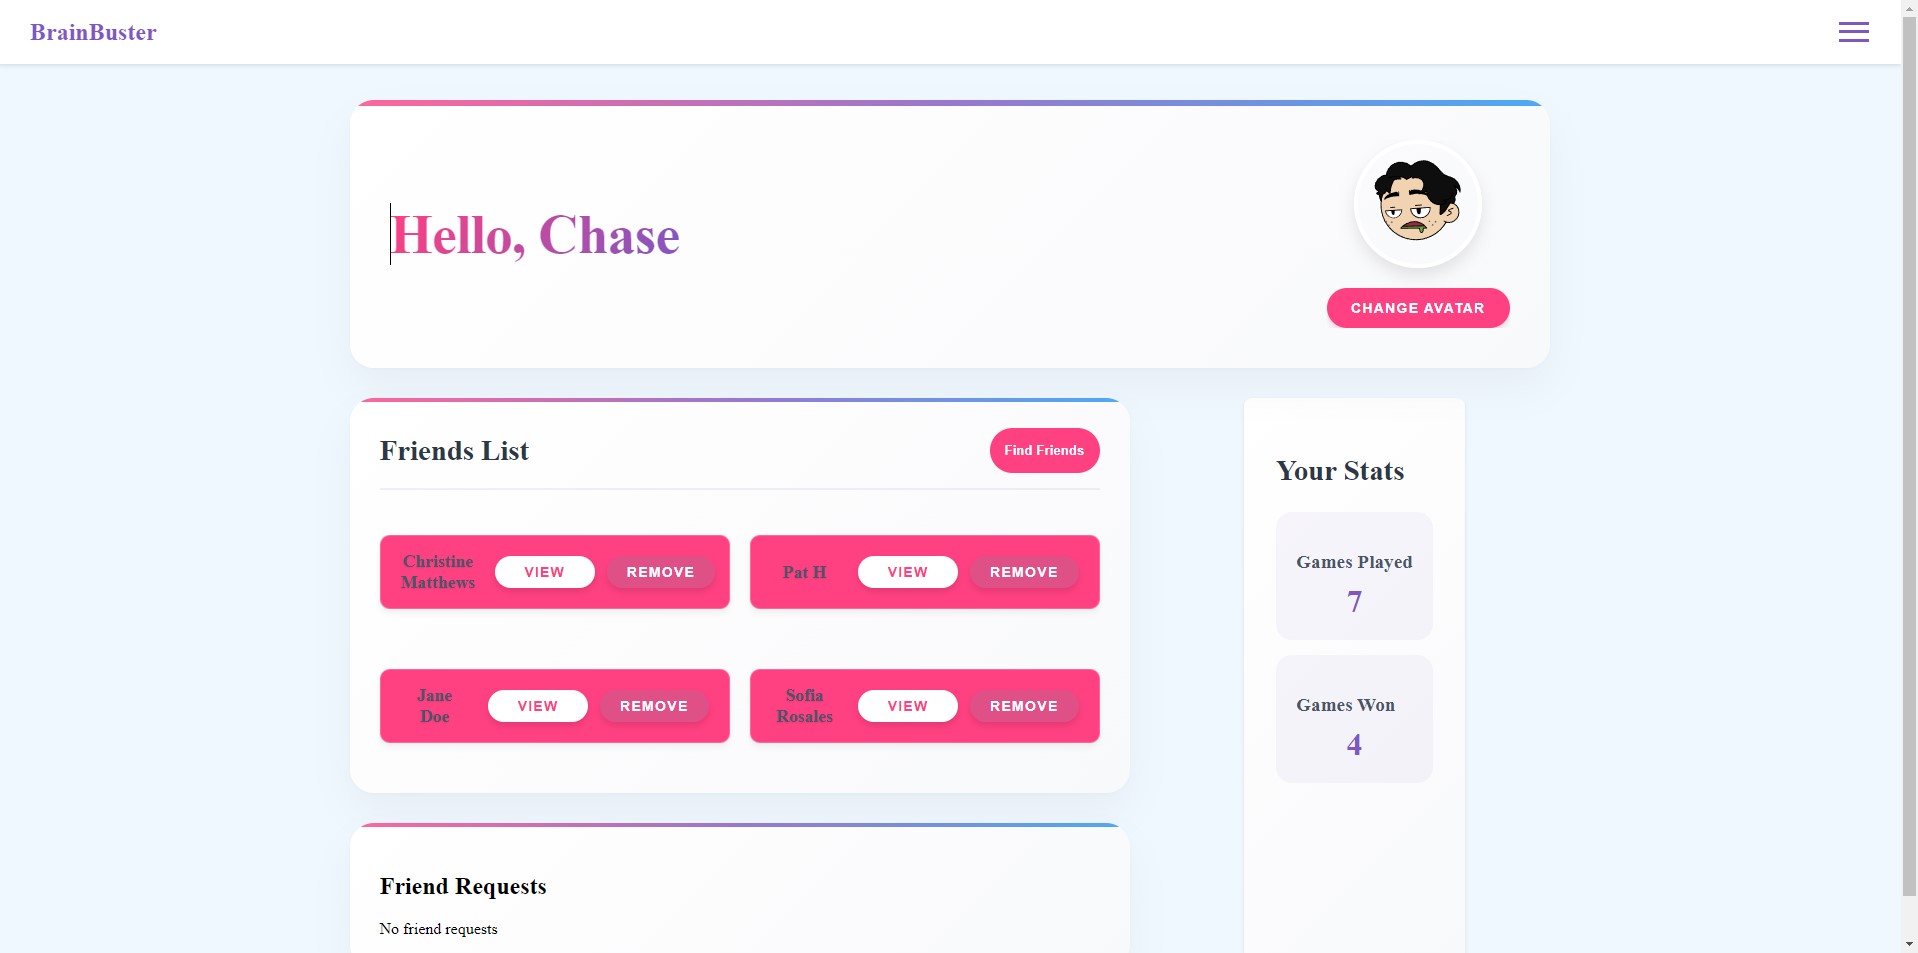 BrainBuster
Hello, Chase
CHANGE AVATAR
Friends List
Find Friends
Christine
Matthews
VIEW
REMOVE
Pat H
VIEW
REMOVE
Jane
Doe
VIEW
REMOVE
Sofia
Rosales
VIEW
REMOVE
Friend Requests
No friend requests
Your Stats
Games Played
7
Games Won
4